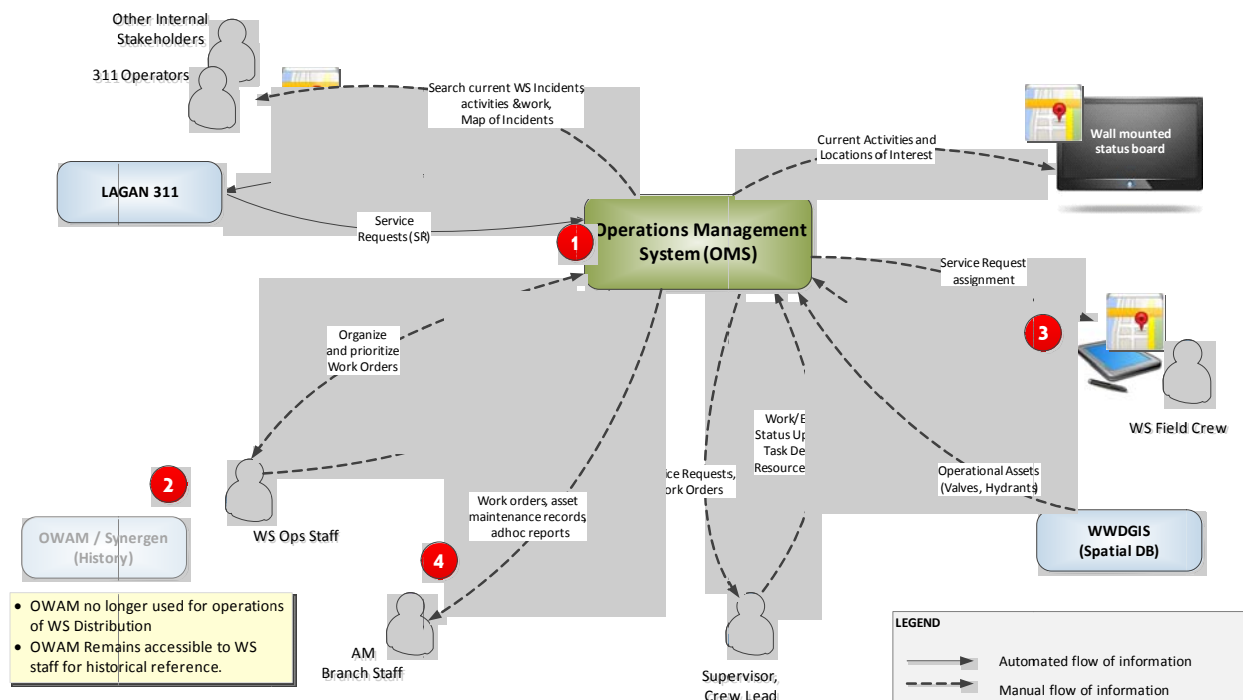 Other Internal
Stakeholders
311 Operators
Search current WS Incidents
activities &work,
Map of Incidents
Current Activities and
Locations of Interest
Wall mounted
status board
LAGAN 311
Service
Requests (SR)
1
Operations Management
System (OMS)
Service Request
assignment
3
Organize
and prioritize
Work Orders
WS Field Crew
Work/E
Status Up
Task De
Resource
ice Requests,
ork Orders
Operational Assets
(Valves, Hydrants)
2
Work orders, asset
maintenance records,
adhoc reports
WS Ops Staff
OWAM / Synergen
(History)
WWDGIS
(Spatial DB)
4
• OWAM no longer used for operations
of WS Distribution
• OWAM Remains accessible to WS
staff for historical reference.
AM
Branch Staff
Supervisor,
Crew Lead
LEGEND
Automated flow of information
Manual flow of information